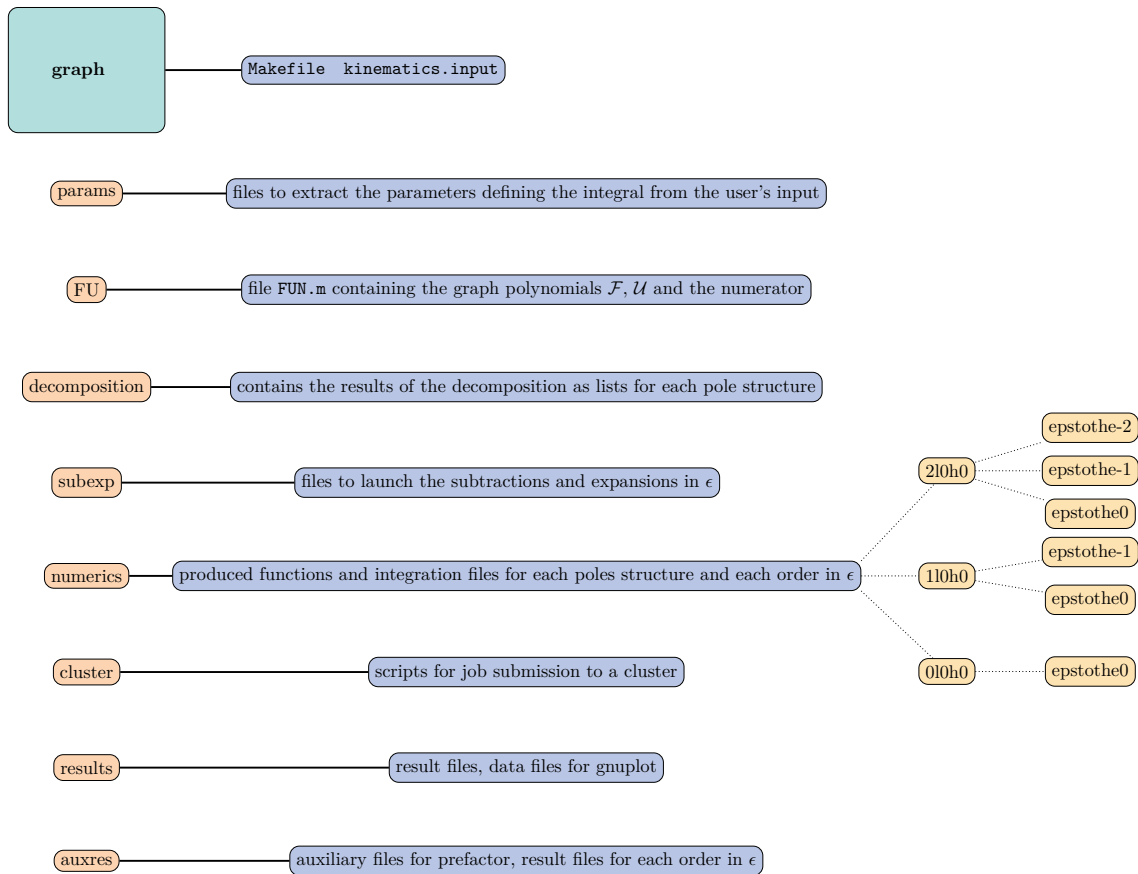 graph
Makefile kinematics.input
params
files to extract the parameters defining the integral from the user's input
FU
file FUN.m containing the graph polynomials ℱ, 𝒰 and the numerator
decomposition
contains the results of the decomposition as lists for each pole structure
subexp
files to launch the subtractions and expansions in ϵ
numerics
produced functions and integration files for each poles structure and each order in ϵ
2l0h0
epstothe-2
epstothe-1
epstothe0
1l0h0
epstothe-1
epstothe0
0l0h0
epstothe0
cluster
scripts for job submission to a cluster
results
result files, data files for gnuplot
auxres
auxiliary files for prefactor, result files for each order in ϵ